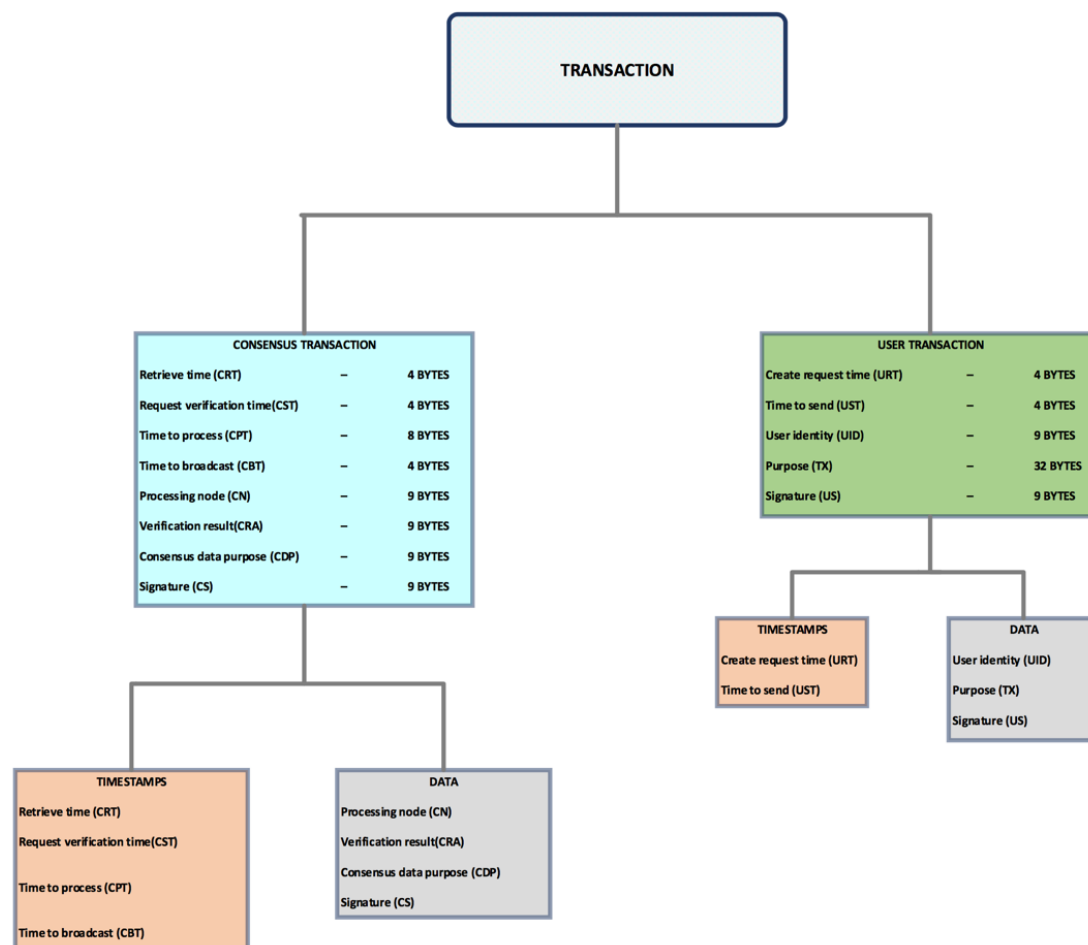 TRANSACTION
CONSENSUS TRANSACTION
Retrieve time (CRT) – 4 BYTES
Request verification time(CST) – 4 BYTES
Time to process (CPT) – 8 BYTES
Time to broadcast (CBT) – 4 BYTES
Processing node (CN) – 9 BYTES
Verification result(CRA) – 9 BYTES
Consensus data purpose (CDP) – 9 BYTES
Signature (CS) – 9 BYTES
USER TRANSACTION
Create request time (URT) – 4 BYTES
Time to send (UST) – 4 BYTES
User identity (UID) – 9 BYTES
Purpose (TX) – 32 BYTES
Signature (US) – 9 BYTES
TIMESTAMPS
Create request time (URT)
Time to send (UST)
DATA
User identity (UID)
Purpose (TX)
Signature (US)
TIMESTAMPS
Retrieve time (CRT)
Request verification time(CST)
Time to process (CPT)
Time to broadcast (CBT)
DATA
Processing node (CN)
Verification result(CRA)
Consensus data purpose (CDP)
Signature (CS)